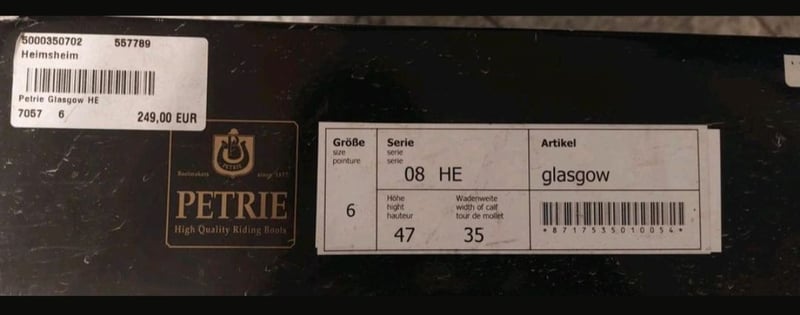 5000350702 557789
Heimsheim
Petrie Glasgow HE
7057 6 249,00 EUR
PETRIE
Bootmakers since 1877
PETRIE
High Quality Riding Boots
Größe
size
pointure
6
Serie
serie
serie
08 HE
Höhe
hight
hauteur
47
Wadenweite
width of calf
tour de mollet
35
Artikel
glasgow
*8717535010054*